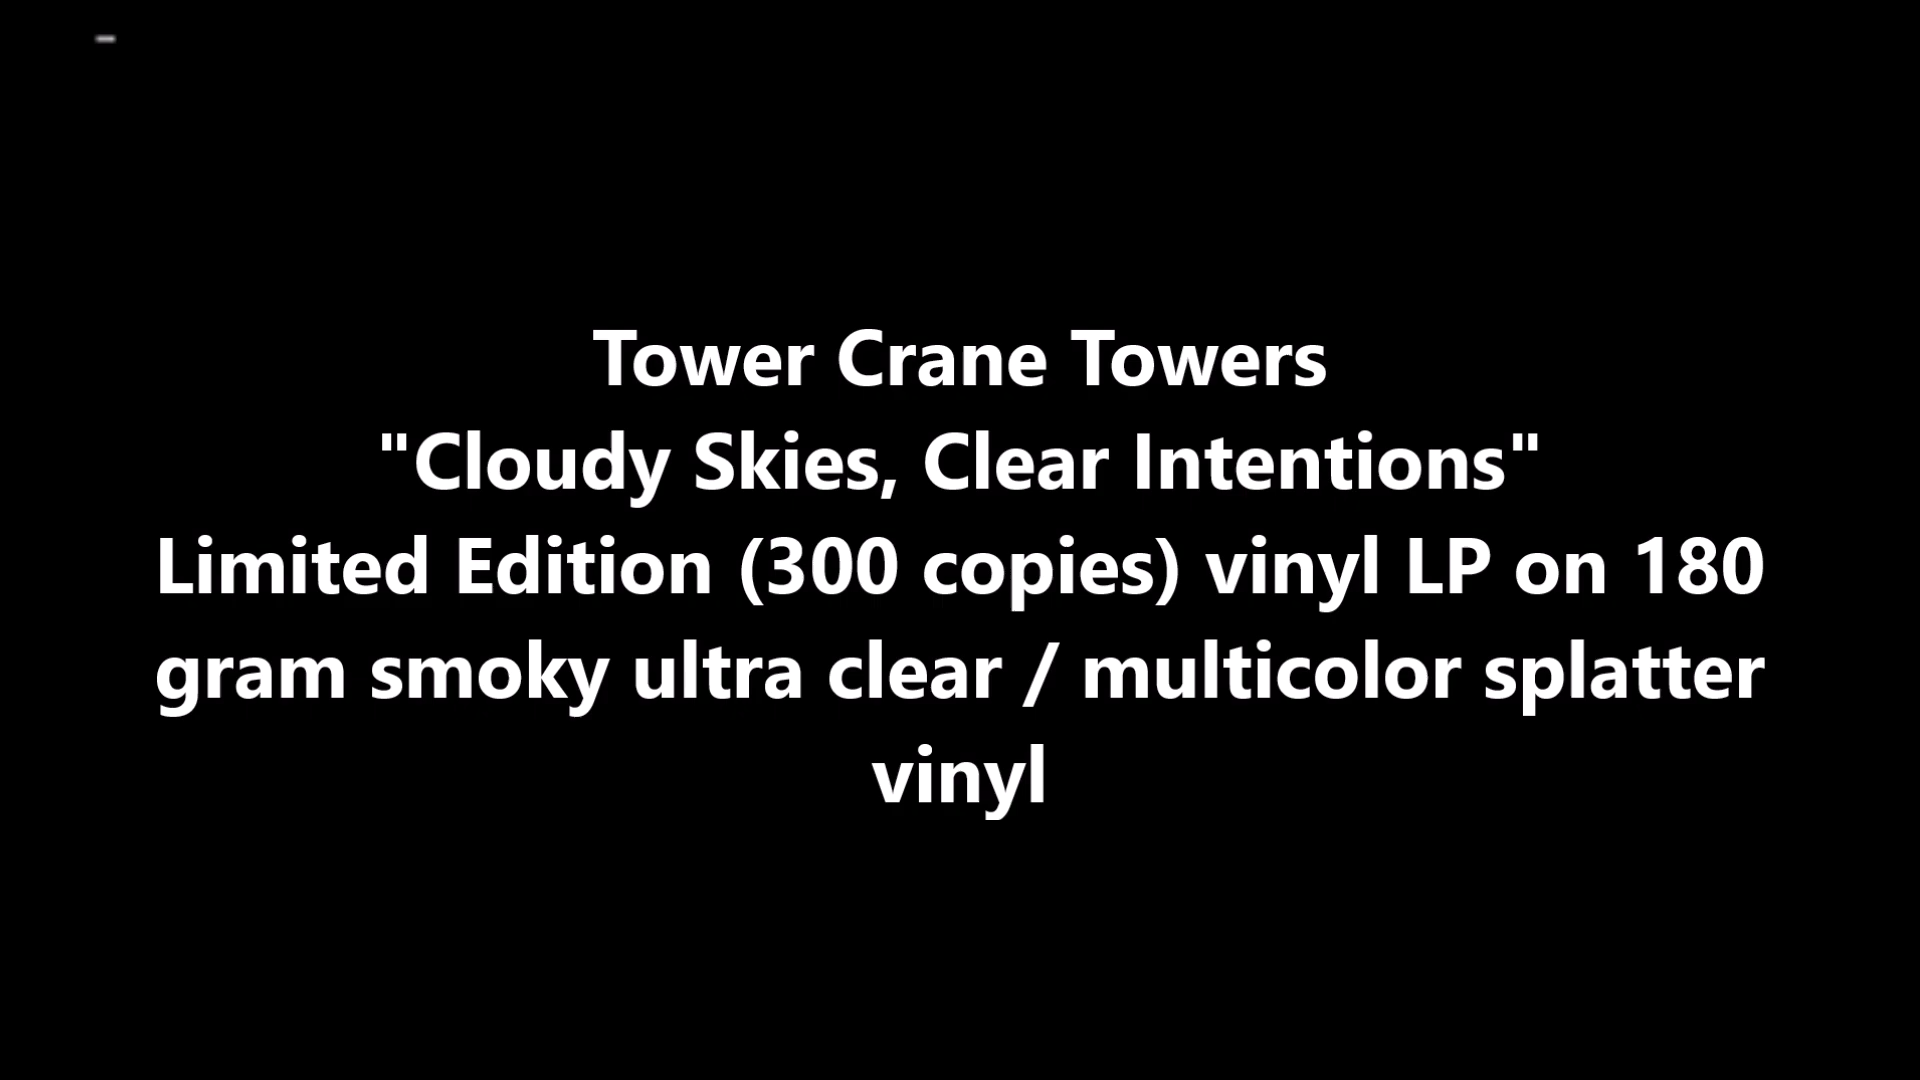 Tower Crane Towers
"Cloudy Skies, Clear Intentions"
Limited Edition (300 copies) vinyl LP on 180
gram smoky ultra clear / multicolor splatter
vinyl